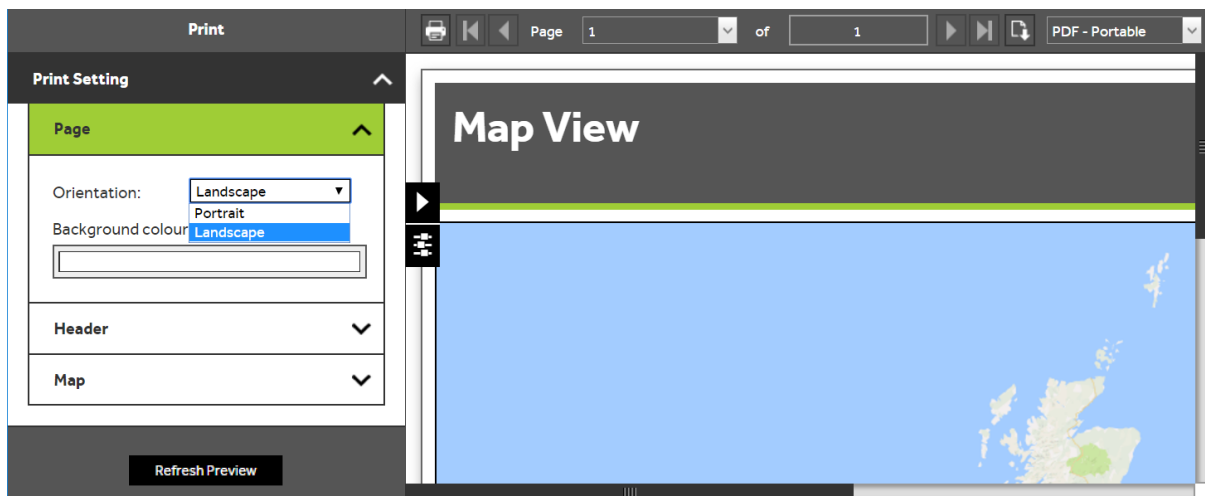 Print
Page 1 of 1 PDF - Portable
Print Setting
Page
Orientation: Landscape
Portrait
Landscape
Background colour
Header
Map
Refresh Preview
Map View